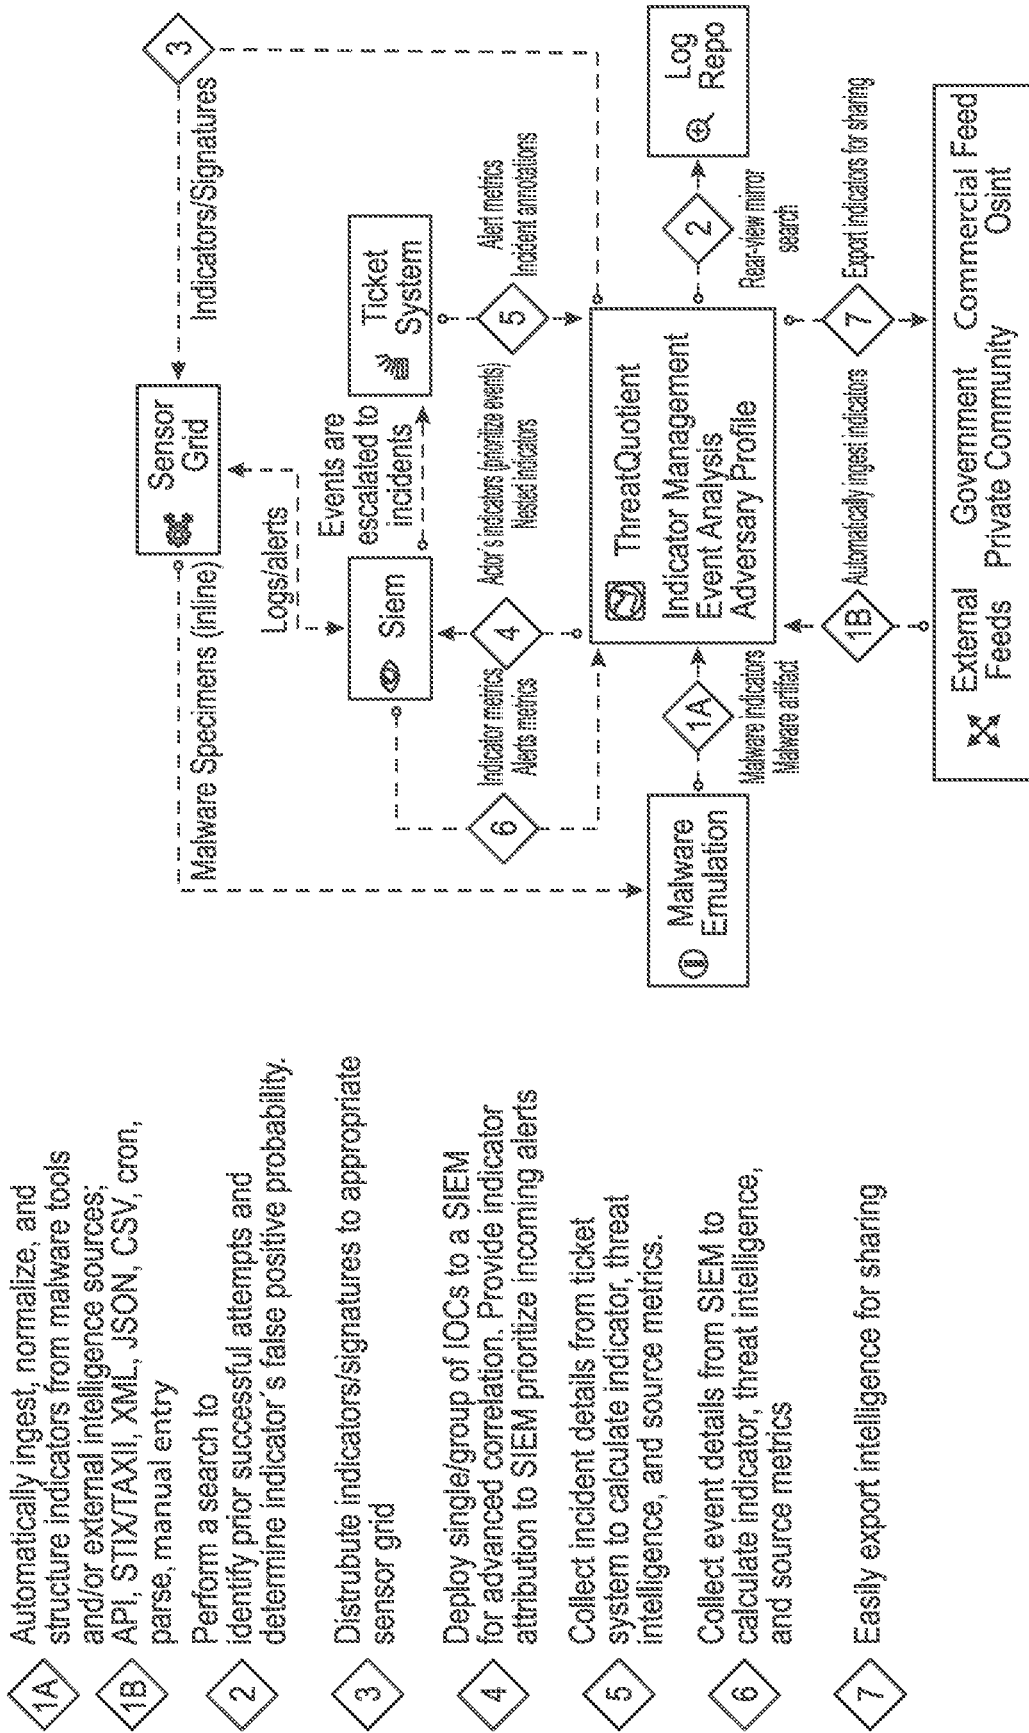 1A
Automatically ingest, normalize, and
structure indicators from malware tools
and/or external intelligence sources;
1B
API, STIX/TAXII, XML, JSON, CSV, cron,
parse, manual entry
2
Perform a search to
identify prior successful attempts and
determine indicator's false positive probability.
3
Distrubute indicators/signatures to appropriate
sensor grid
4
Deploy single/group of IOCs to a SIEM
for advanced correlation. Provide indicator
attribution to SIEM prioritize incoming alerts
5
Collect incident details from ticket
system to calculate indicator, threat
intelligence, and source metrics.
6
Collect event details from SIEM to
calculate indicator, threat intelligence,
and source metrics
7
Easily export intelligence for sharing
3
Indicators/Signatures
Sensor
Grid
Malware Specimens (inline)
Logs/alerts
Events are
escalated to
incidents
Ticket
System
Siem
Alert metrics
Incident annotations
5
Actor's indicators (prioritize events)
Nested indicators
4
Indicator metrics
Alerts metrics
6
ThreatQuotient
Indicator Management
Event Analysis
Adversary Profile
2
Rear-view mirror
search
Log
Repo
1A
Malware indicators
Malware artifact
Malware
Emulation
1B
Automatically ingest indicators
7
Export indicators for sharing
External
Feeds
Government
Commercial Feed
Private Community
Osint